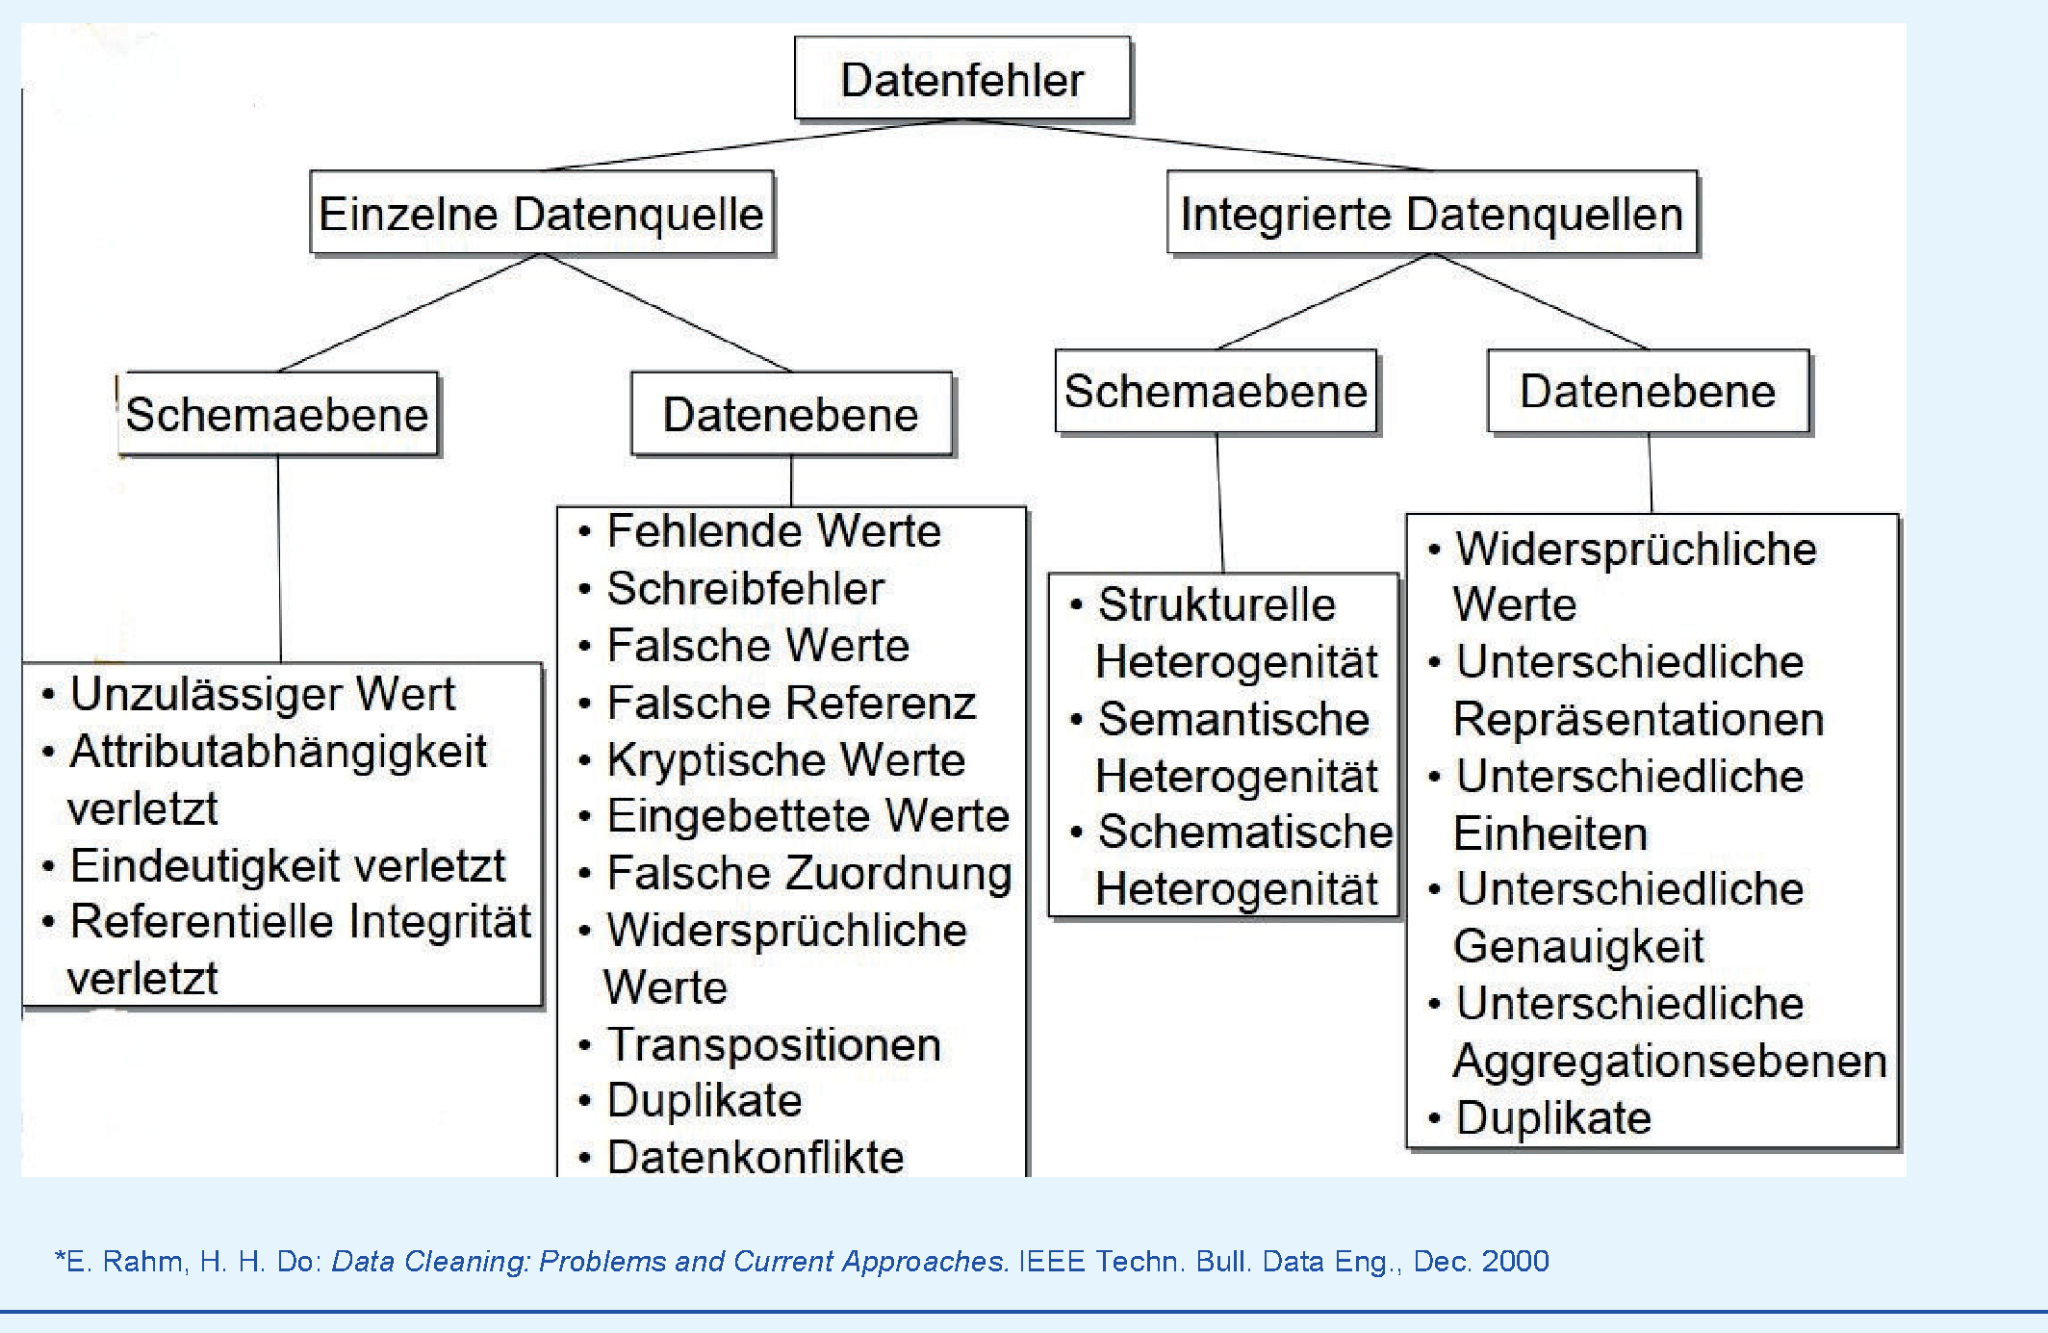 Datenfehler
Einzelne Datenquelle
Integrierte Datenquellen
Schemaebene
Datenebene
Schemaebene
Datenebene
• Unzulässiger Wert
• Attributabhängigkeit
verletzt
• Eindeutigkeit verletzt
• Referentielle Integrität
verletzt
• Fehlende Werte
• Schreibfehler
• Falsche Werte
• Falsche Referenz
• Kryptische Werte
• Eingebettete Werte
• Falsche Zuordnung
• Widersprüchliche
Werte
• Transpositionen
• Duplikate
• Datenkonflikte
• Strukturelle
Heterogenität
• Semantische
Heterogenität
• Schematische
Heterogenität
• Widersprüchliche
Werte
• Unterschiedliche
Repräsentationen
• Unterschiedliche
Einheiten
• Unterschiedliche
Genauigkeit
• Unterschiedliche
Aggregationsebenen
• Duplikate
*E. Rahm, H. H. Do: Data Cleaning: Problems and Current Approaches. IEEE Techn. Bull. Data Eng., Dec. 2000